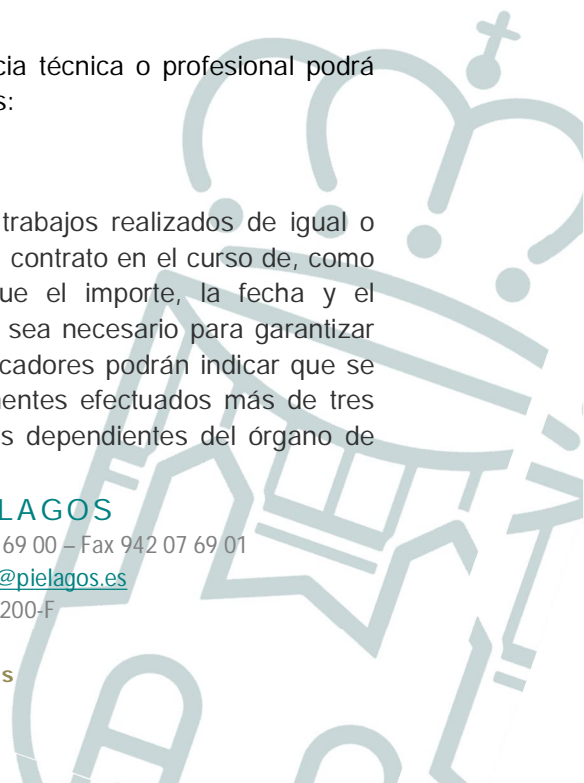 cia técnica o profesional podrá
s:
trabajos realizados de igual o
contrato en el curso de, como
ue el importe, la fecha y el
sea necesario para garantizar
cadores podrán indicar que se
nentes efectuados más de tres
s dependientes del órgano de
LAGOS
69 00 – Fax 942 07 69 01
@pielagos.es
200-F
s